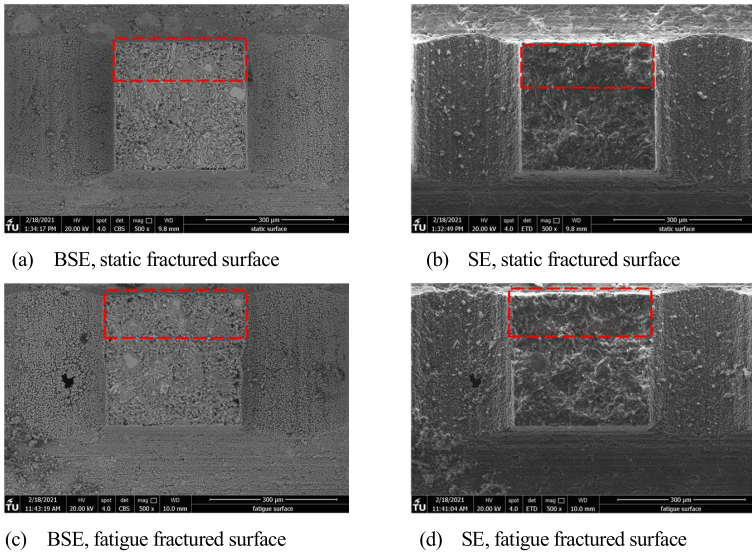 2/18/2021 HV spot det mag WD 300 μm
1:34:17 PM 20.00 kV 4.0 CBS 500 x 9.8 mm static surface
TU
2/18/2021 HV spot det mag WD 300 μm
1:32:49 PM 20.00 kV 4.0 ETD 500 x 9.8 mm static surface
TU
(a) BSE, static fractured surface
(b) SE, static fractured surface
2/18/2021 HV spot det mag WD 300 μm
11:43:19 AM 20.00 kV 4.0 CBS 500 x 10.0 mm fatigue surface
TU
2/18/2021 HV spot det mag WD 300 μm
11:41:04 AM 20.00 kV 4.0 ETD 500 x 10.0 mm fatigue surface
TU
(c) BSE, fatigue fractured surface
(d) SE, fatigue fractured surface